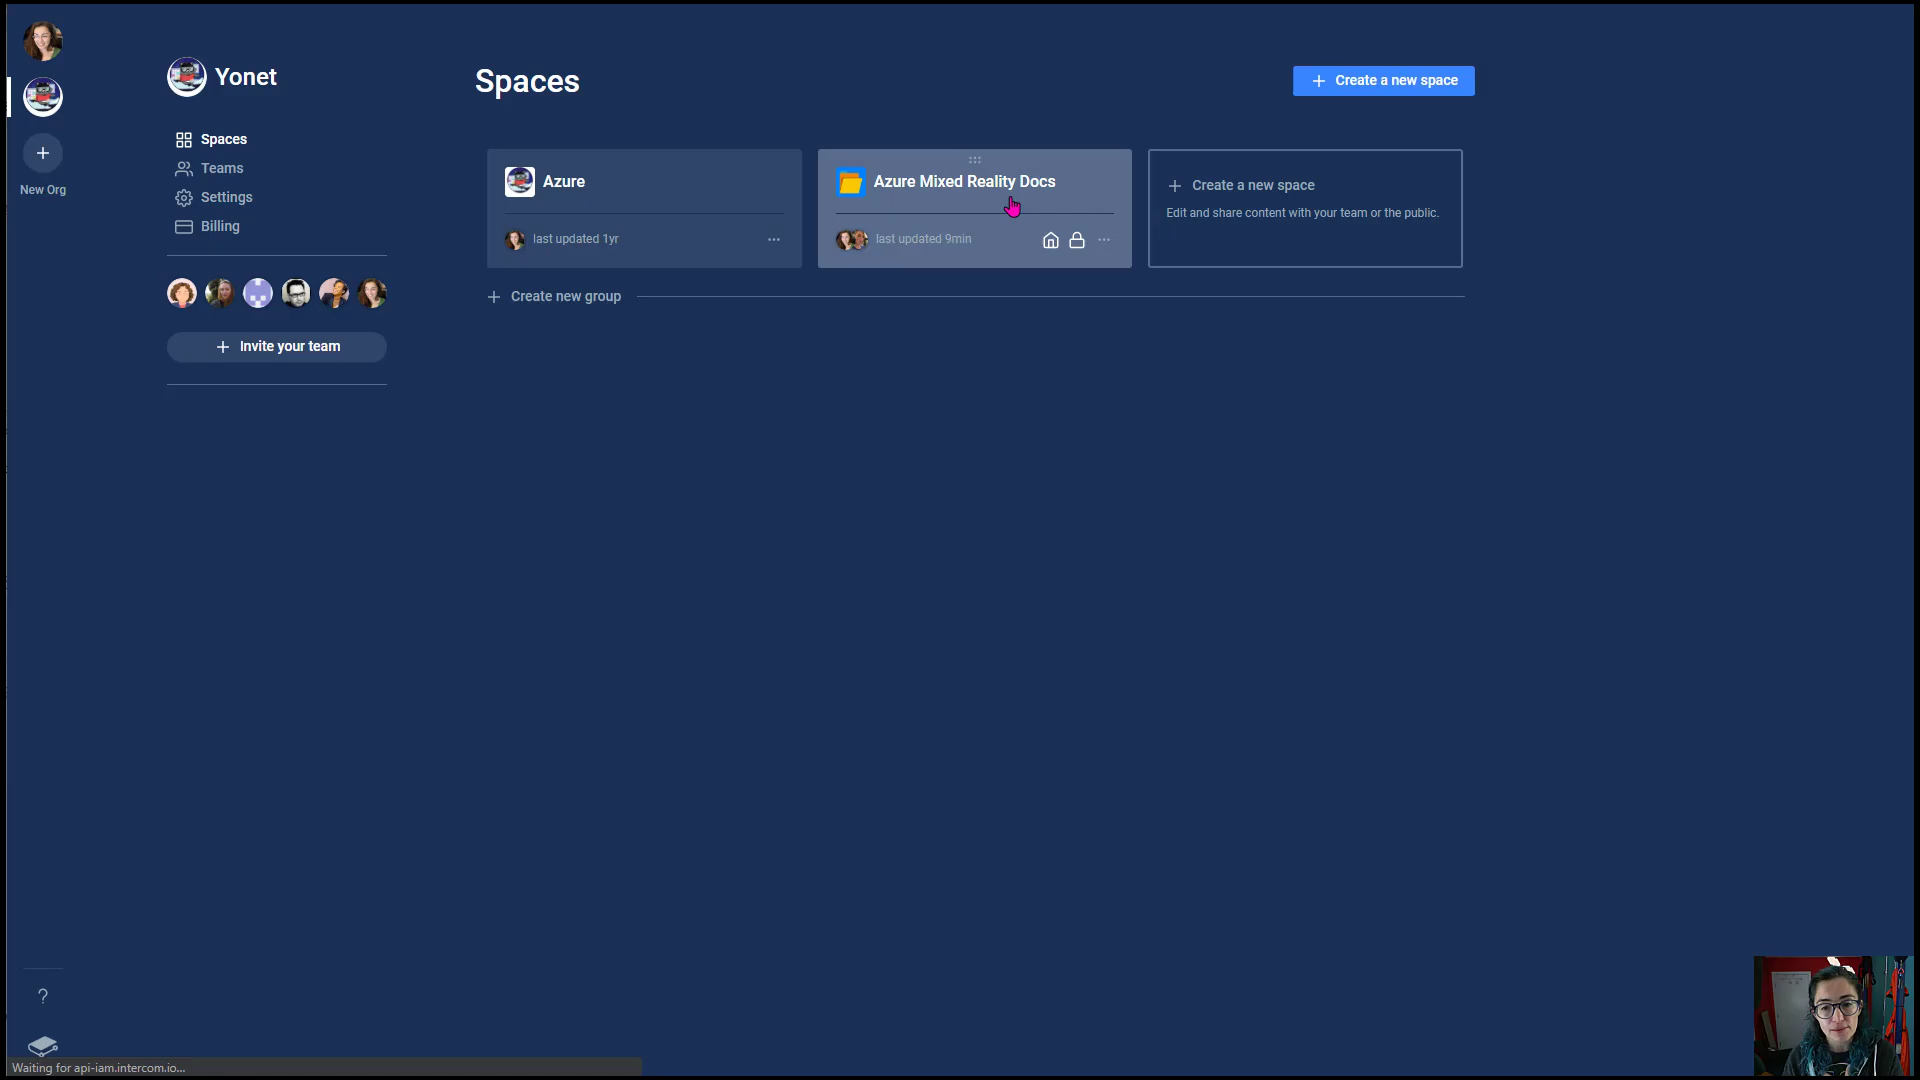 Yonet
Spaces
Create a new space
Spaces
Teams
Settings
Billing
New Org
Azure
last updated 1yr
Azure Mixed Reality Docs
last updated 9min
Create a new space
Edit and share content with your team or the public.
Create new group
Invite your team
?
Waiting for api-iam.intercom.io...